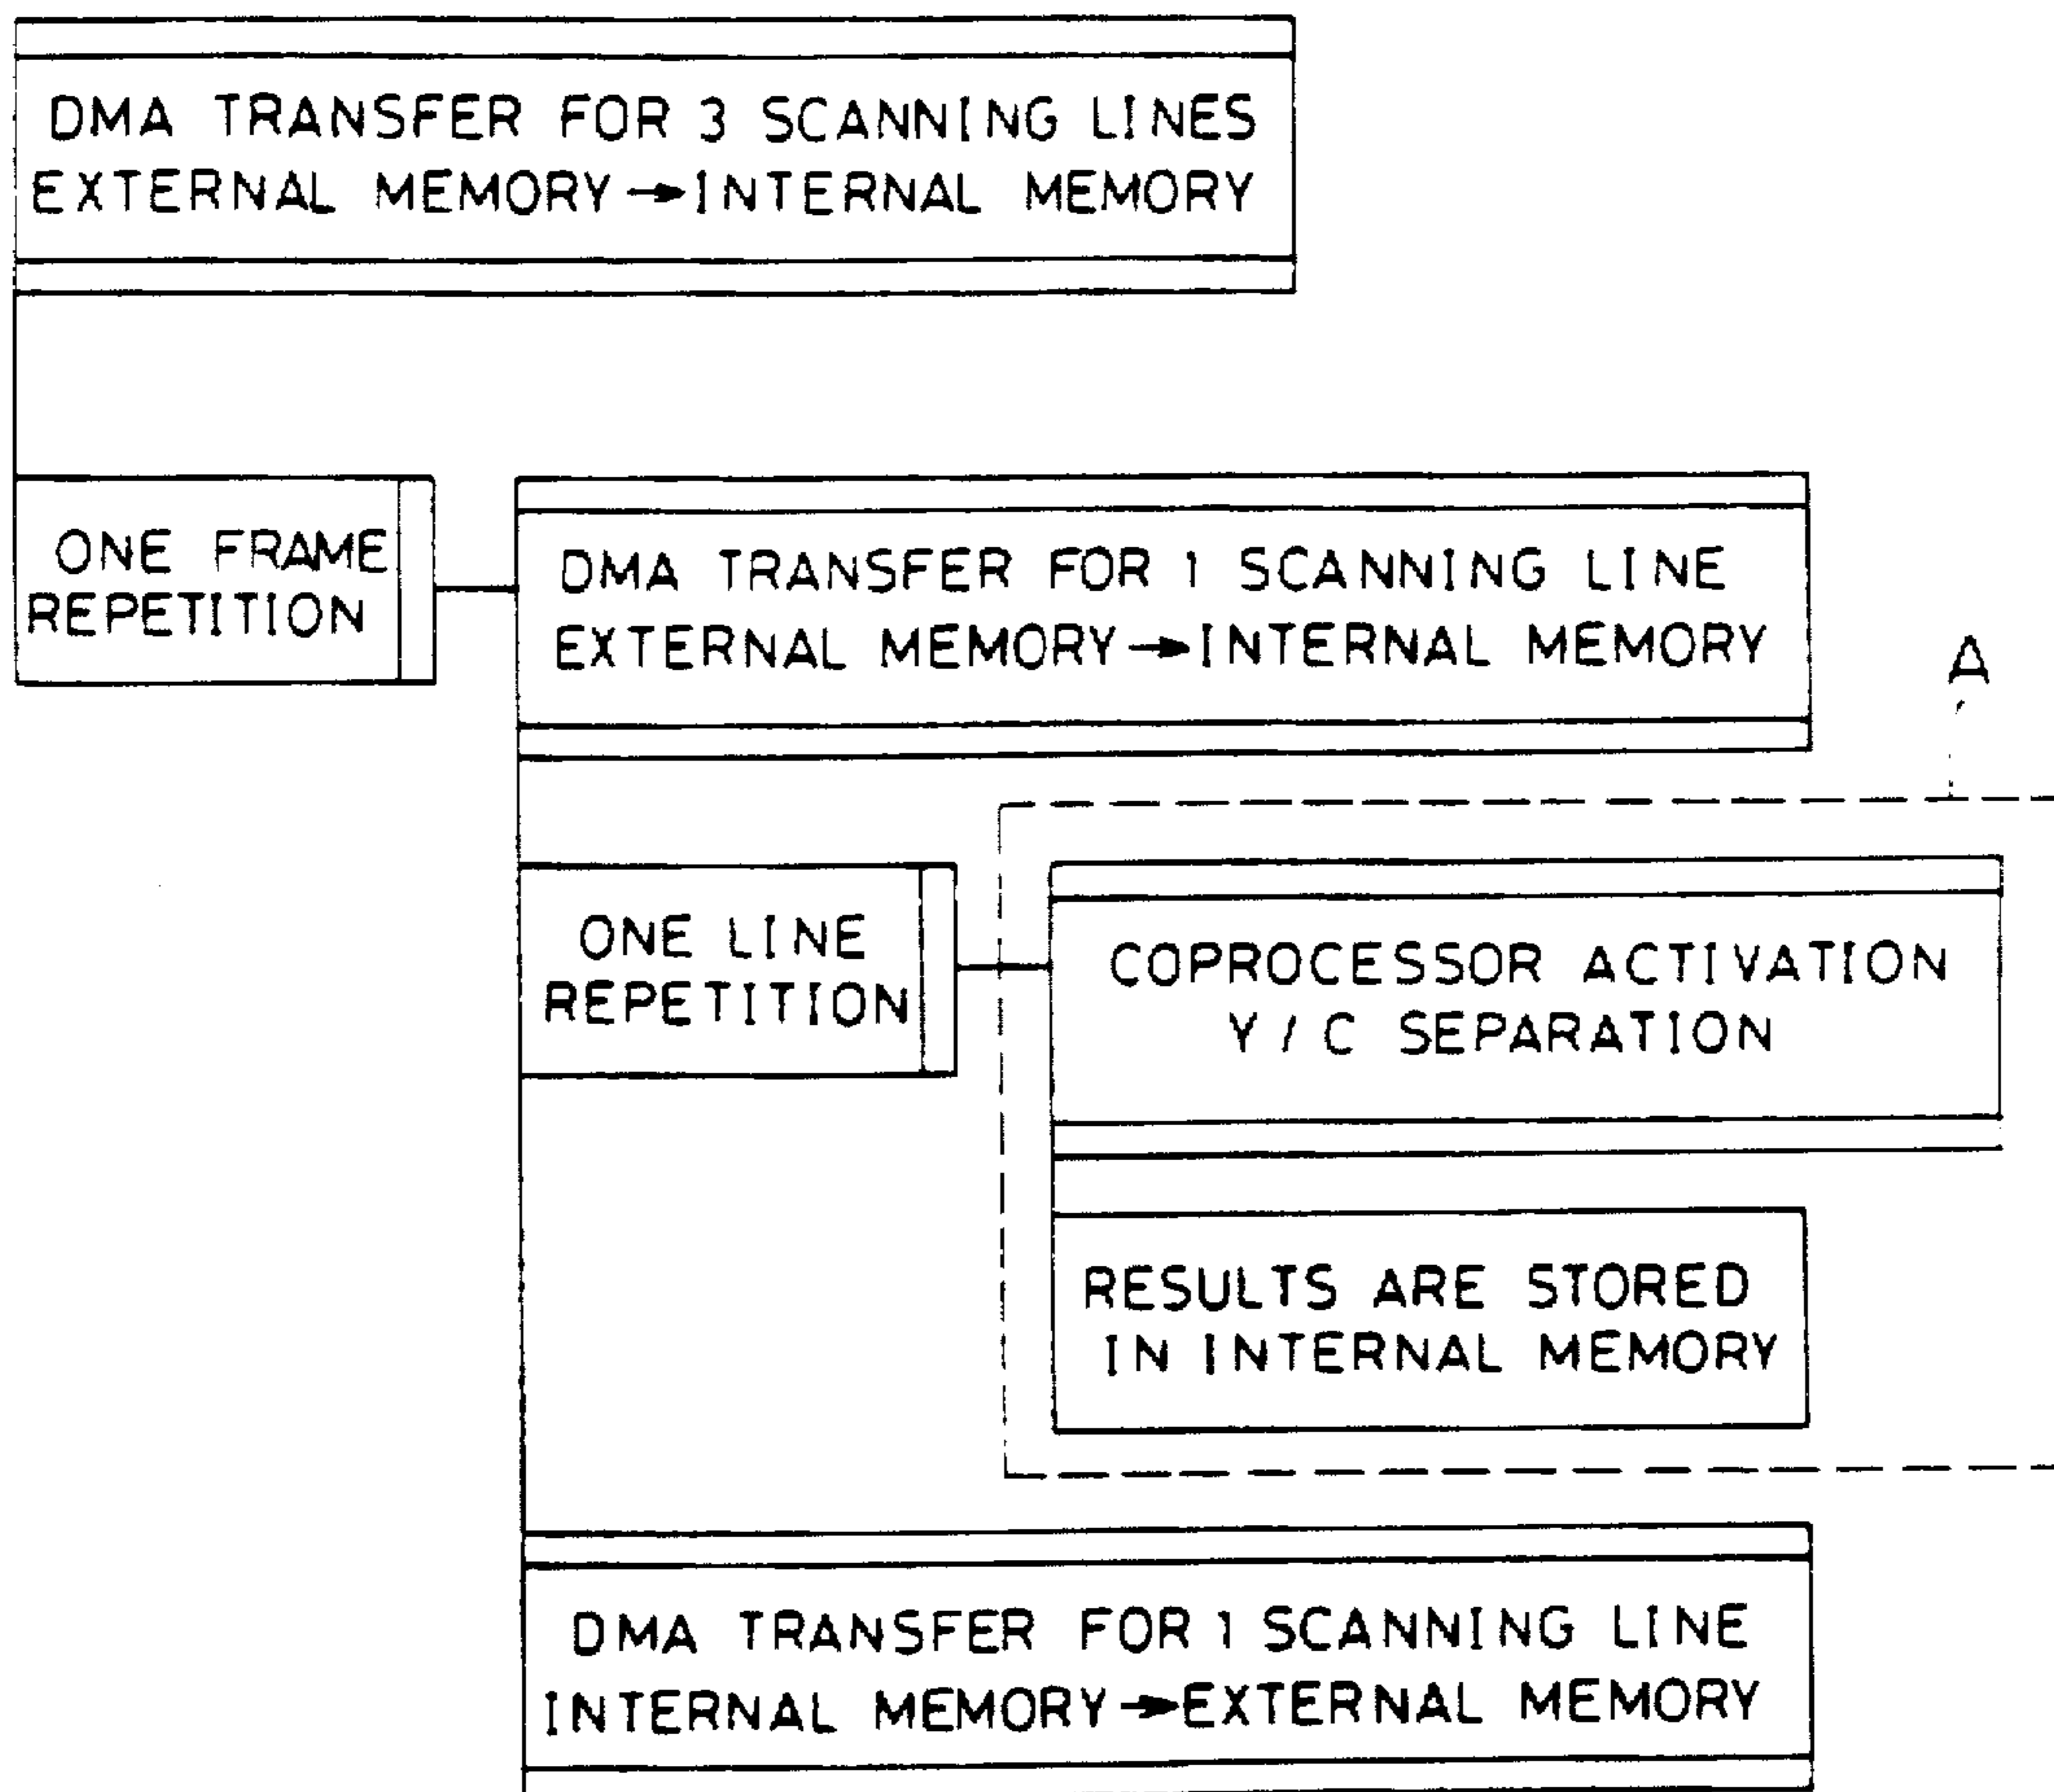 DMA TRANSFER FOR 3 SCANNING LINES
EXTERNAL MEMORY → INTERNAL MEMORY
ONE FRAME
REPETITION
DMA TRANSFER FOR 1 SCANNING LINE
EXTERNAL MEMORY → INTERNAL MEMORY
A
ONE LINE
REPETITION
COPROCESSOR ACTIVATION
Y / C SEPARATION
RESULTS ARE STORED
IN INTERNAL MEMORY
DMA TRANSFER FOR 1 SCANNING LINE
INTERNAL MEMORY → EXTERNAL MEMORY